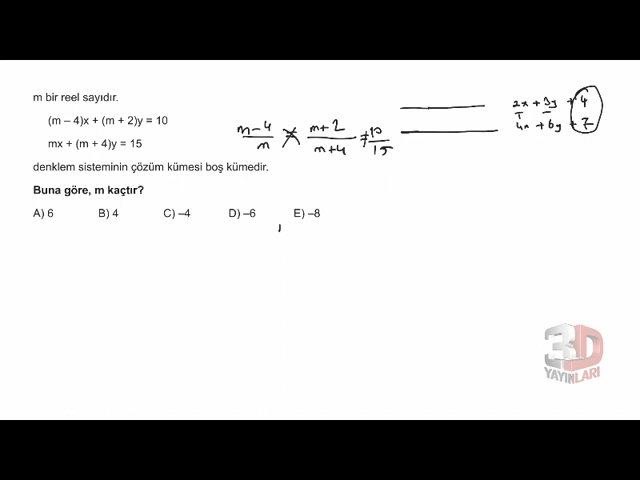 m bir reel sayıdır.
(m – 4)x + (m + 2)y = 10
mx + (m + 4)y = 15
denklem sisteminin çözüm kümesi boş kümedir.
Buna göre, m kaçtır?
A) 6 B) 4 C) –4 D) –6 E) –8
m-4/m = m+2/m+4 ≠ 10/15
2x + 3y + 4
4x + 6y + 7
3D
YAYINLARI